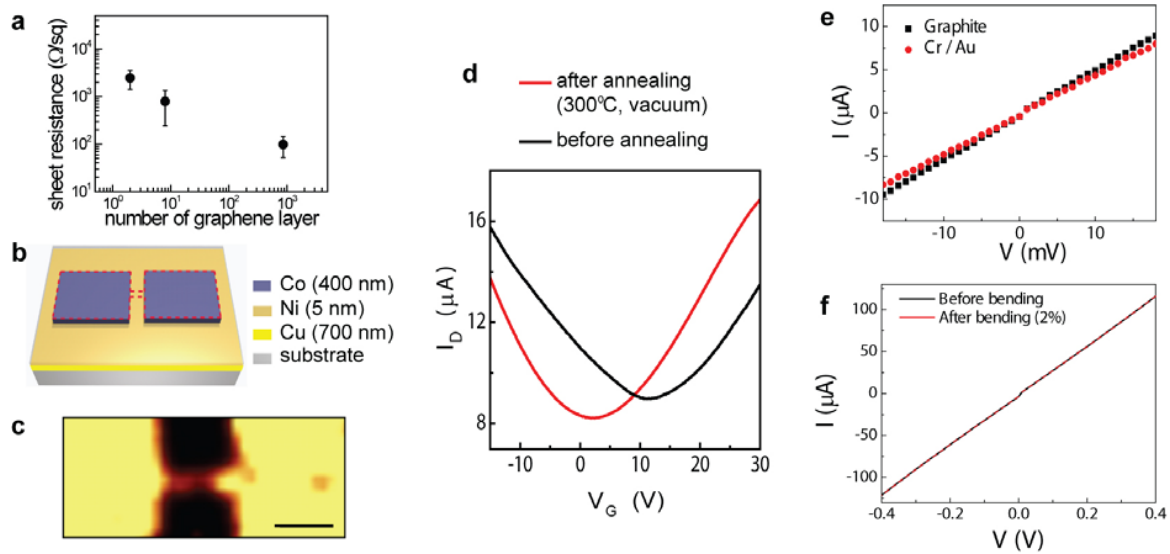 a
sheet resistance (Ω/sq)
10⁴
10³
10²
10¹
10⁰ 10¹ 10² 10³
number of graphene layer
b
Co (400 nm)
Ni (5 nm)
Cu (700 nm)
substrate
c
d
after annealing
(300℃, vacuum)
before annealing
I_D (μA)
16
12
8
-10 0 10 20 30
V_G (V)
e
Graphite
Cr / Au
I (μA)
10
5
0
-5
-10
-10 0 10
V (mV)
f
Before bending
After bending (2%)
I (μA)
100
50
0
-50
-100
-0.4 -0.2 0.0 0.2 0.4
V (V)